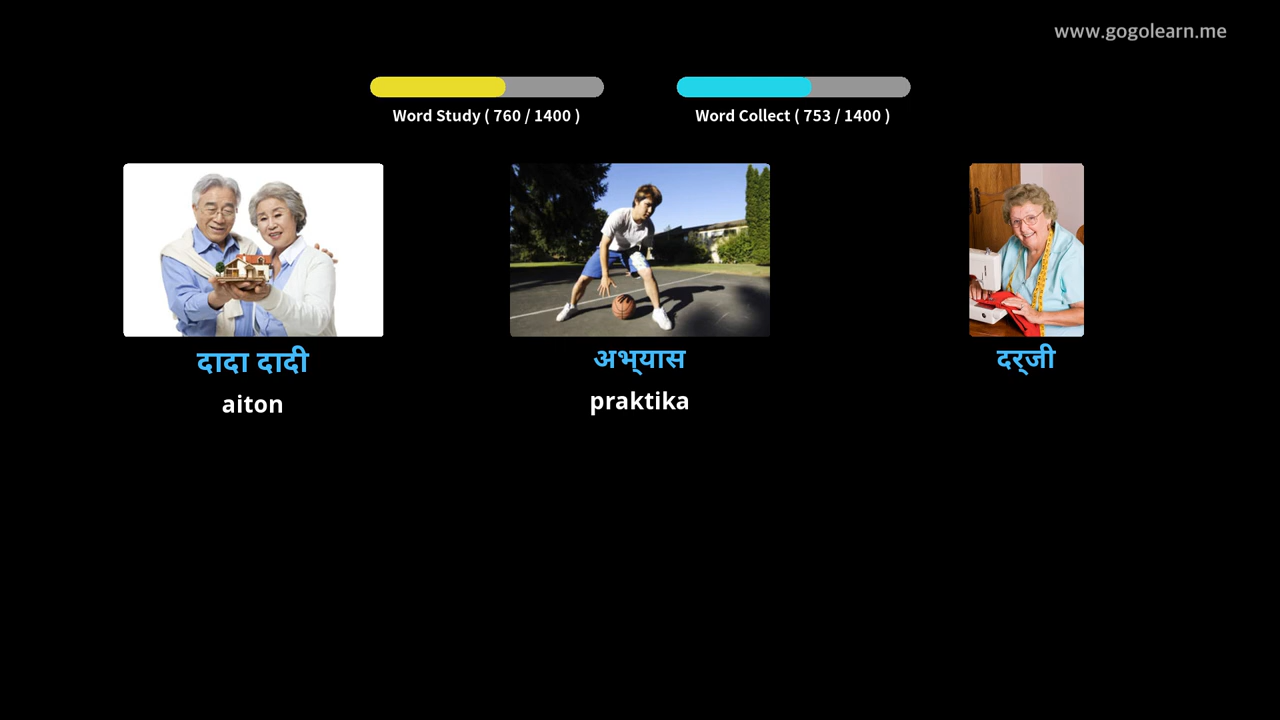 www.gogolearn.me
Word Study ( 760 / 1400 )
Word Collect ( 753 / 1400 )
दादा दादी
अभ्यास
दर्जी
aiton
praktika